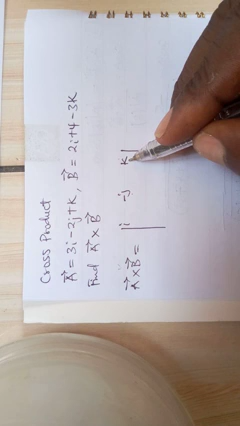 Cross Product
A⃗ = 3i - 2j + K, B⃗ = 2i + 4 - 3K
Find A⃗ x B⃗
A⃗ x B⃗ = | i -j K |